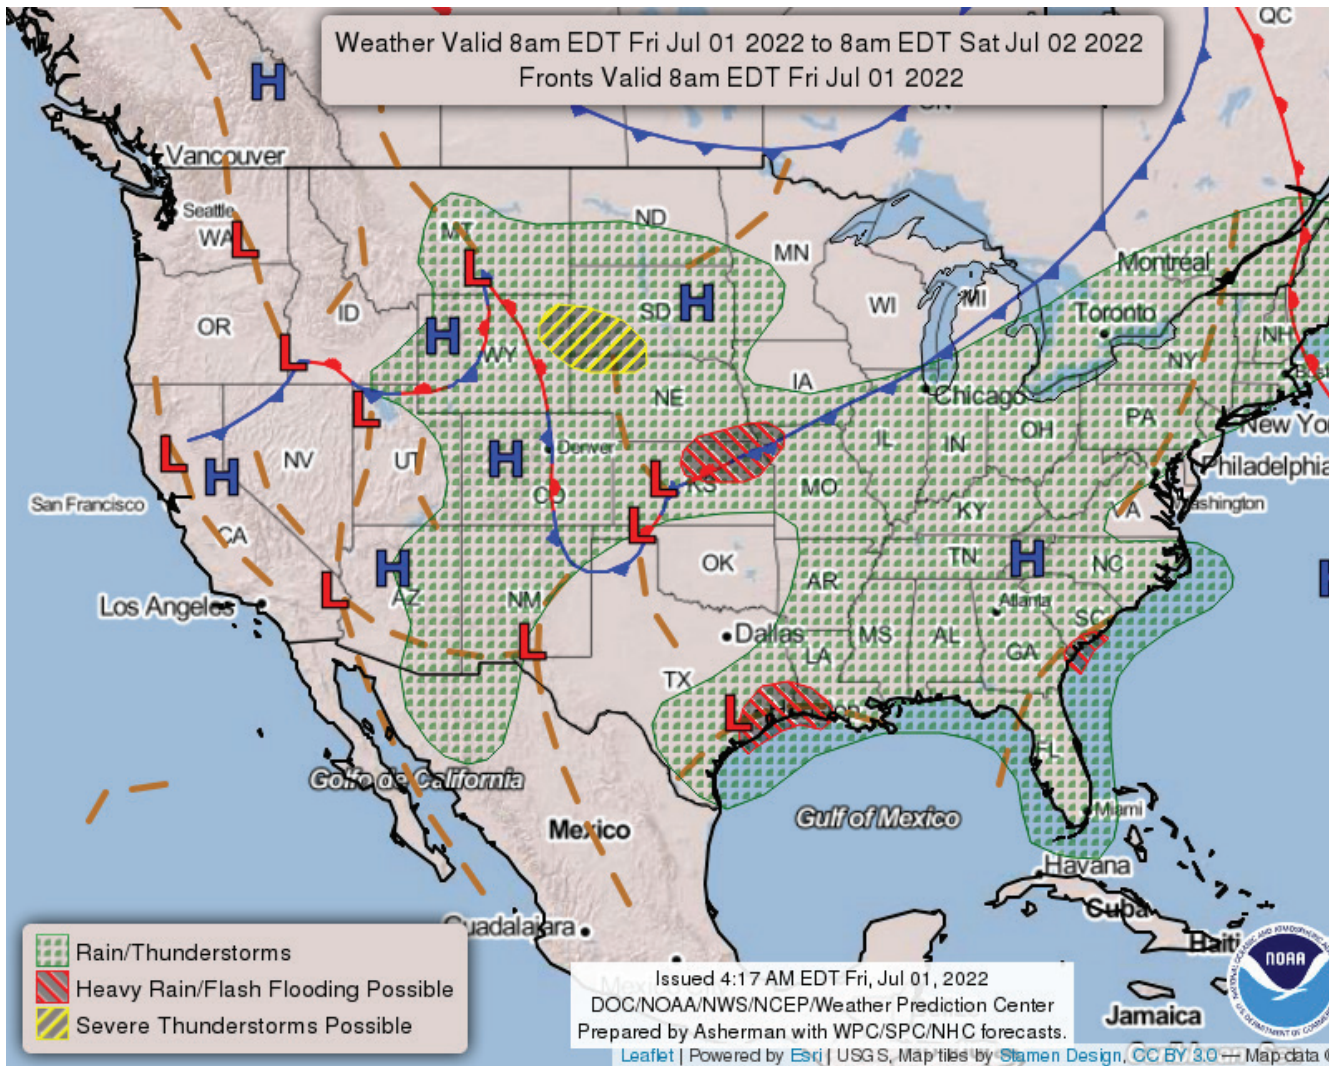 Weather Valid 8am EDT Fri Jul 01 2022 to 8am EDT Sat Jul 02 2022
Fronts Valid 8am EDT Fri Jul 01 2022
QC
H
Vancouver
Seattle
WA
L
MT
L
ND
MN
Montréal
OR
ID
H
WY
SD
H
WI
MI
Toronto
NH
L
L
NE
IA
Chicago
NY
PA
New Yor
L
H
NV
UT
H
Denver
CO
L
KS
MO
IL
IN
OH
Philadelphia
San Francisco
CA
L
KY
VA
Washington
H
AZ
NM
OK
AR
TN
H
NC
Los Angeles
L
L
Dallas
Atlanta
SC
TX
LA
MS
AL
GA
L
FL
Golfo de California
Mexico
Gulf of Mexico
Miami
Havana
Cuba
Guadalajara
Haiti
Jamaica
Rain/Thunderstorms
Heavy Rain/Flash Flooding Possible
Severe Thunderstorms Possible
Issued 4:17 AM EDT Fri, Jul 01, 2022
DOC/NOAA/NWS/NCEP/Weather Prediction Center
Prepared by Asherman with WPC/SPC/NHC forecasts.
Leaflet | Powered by Esri | USGS, Map tiles by Stamen Design, CC BY 3.0 — Map data ©
NOAA